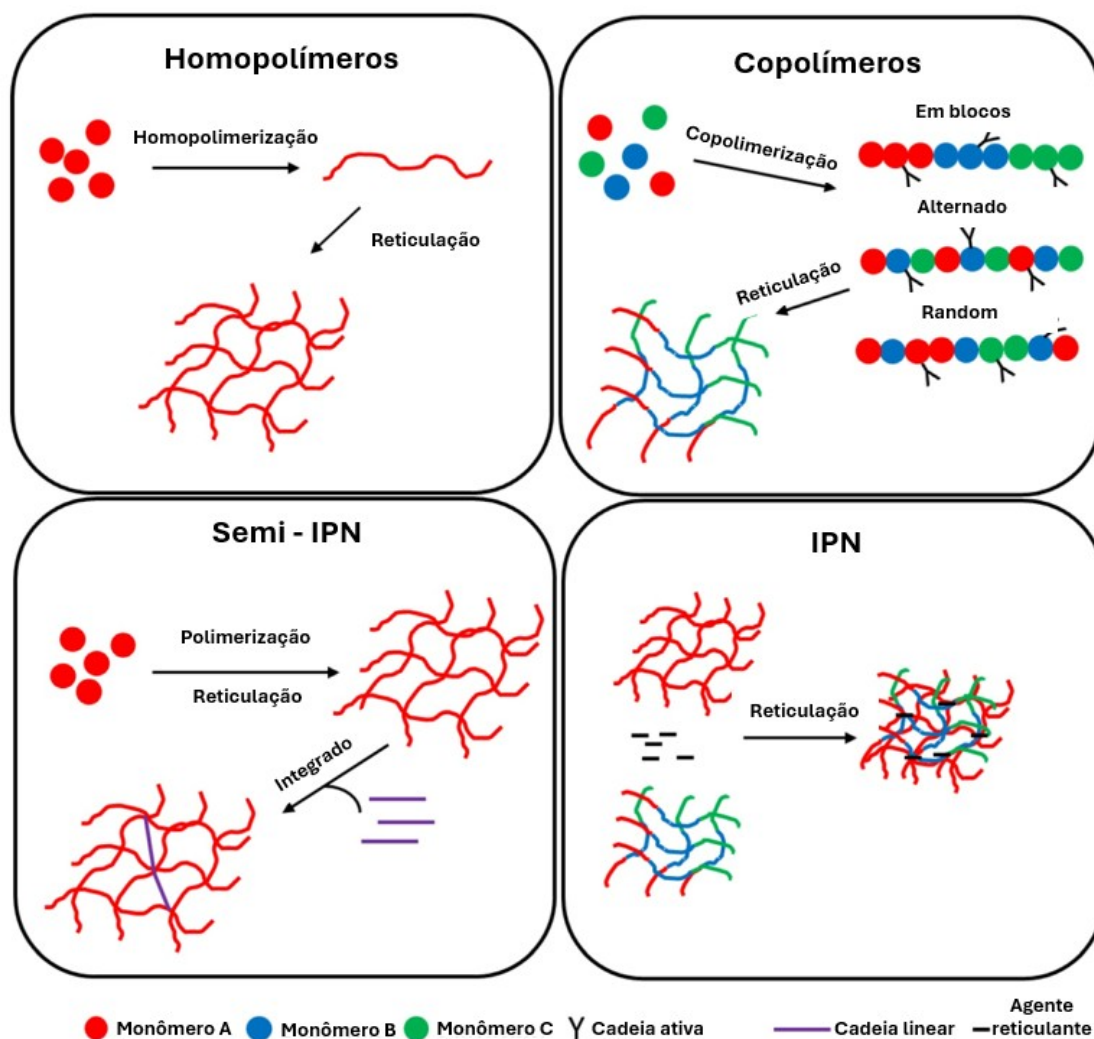 Homopolímeros
Homopolimerização
Reticulação
Copolímeros
Copolimerização
Em blocos
Alternado
Reticulação
Random
Semi - IPN
Polimerização
Reticulação
Integrado
IPN
Reticulação
Monômero A
Monômero B
Monômero C
Cadeia ativa
Cadeia linear
Agente
reticulante